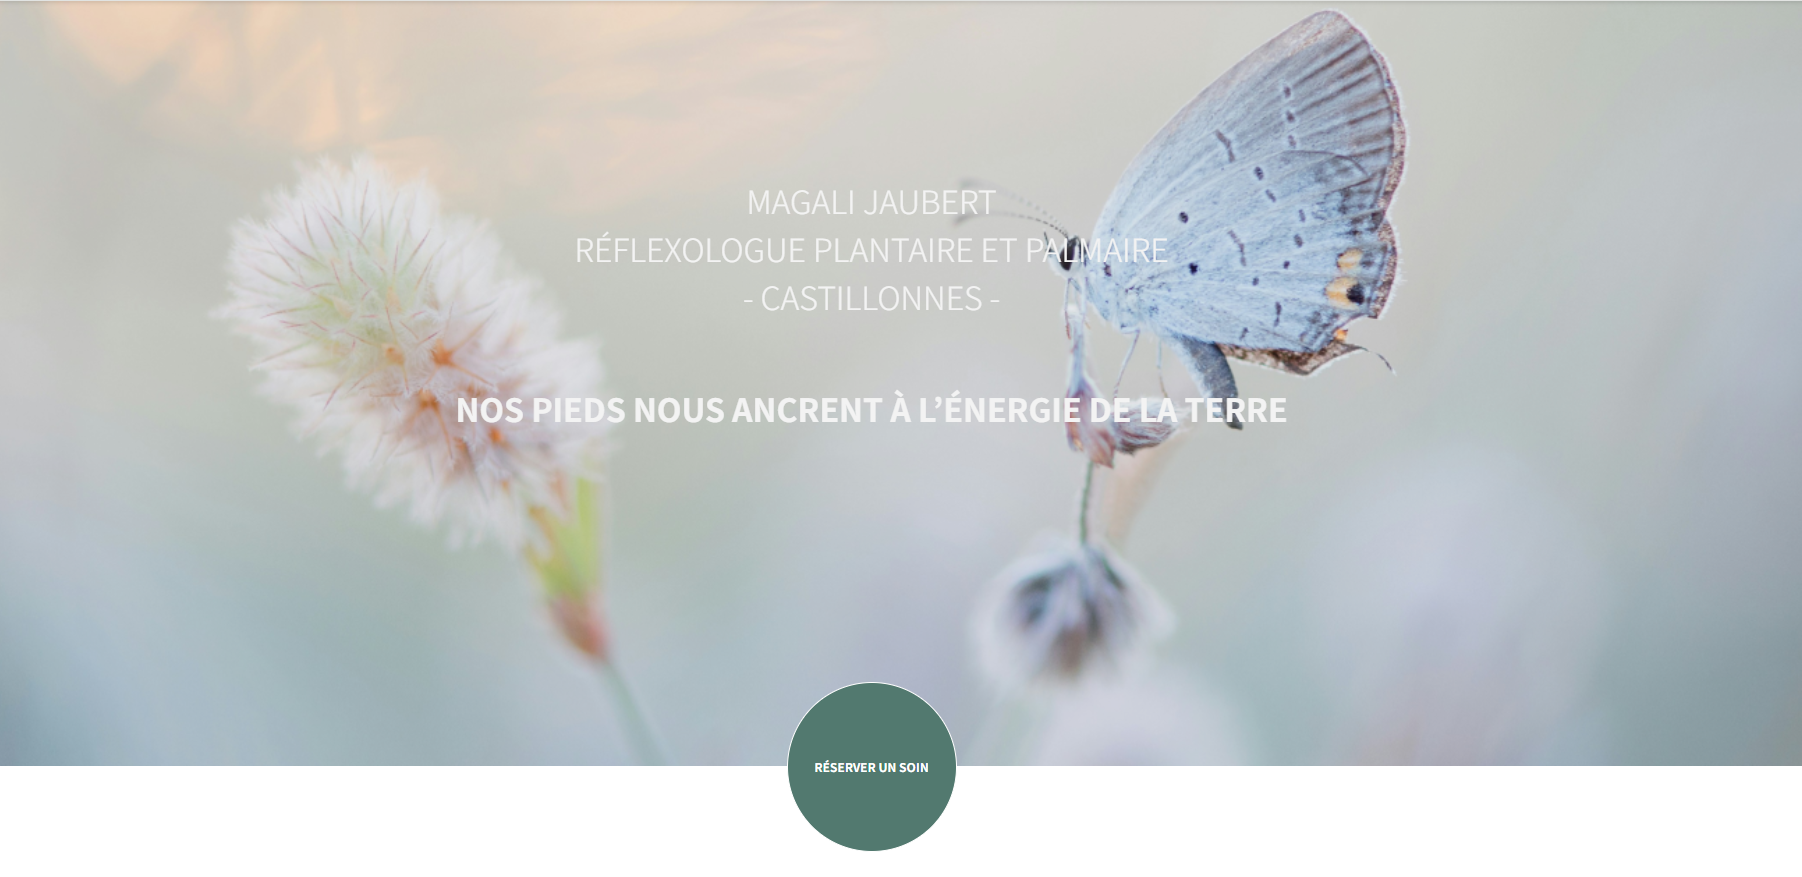 MAGALI JAUBERT
RÉFLEXOLOGUE PLANTAIRE ET PALMAIRE
- CASTILLONNES -
NOS PIEDS NOUS ANCRENT À L’ÉNERGIE DE LA TERRE
RÉSERVER UN SOIN